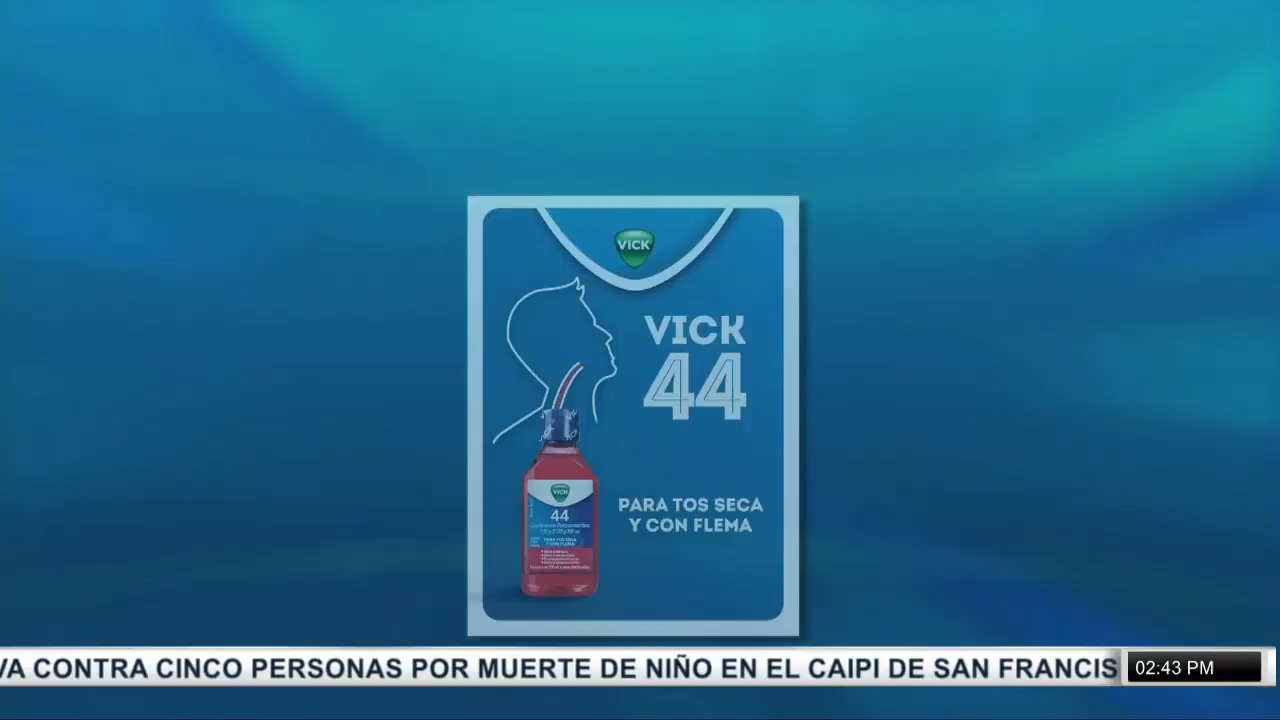 VICK
VICK
44
PARA TOS SECA
Y CON FLEMA
VICK
44
PARA TOS SECA
Y CON FLEMA
VA CONTRA CINCO PERSONAS POR MUERTE DE NIÑO EN EL CAIPI DE SAN FRANCIS
02:43 PM